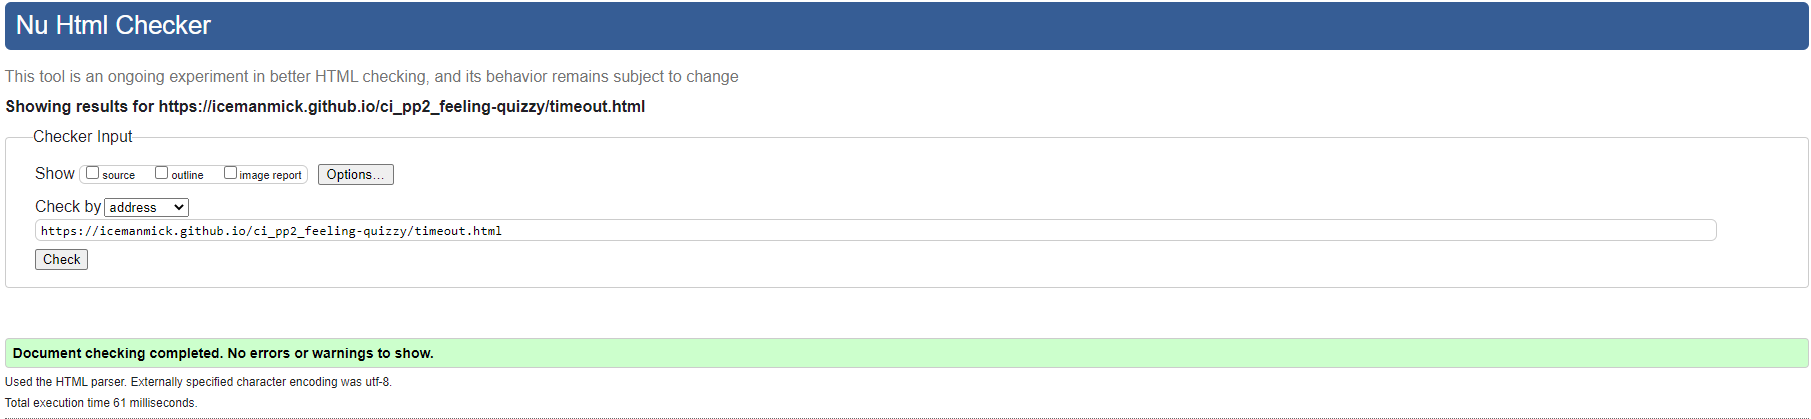 Nu Html Checker
This tool is an ongoing experiment in better HTML checking, and its behavior remains subject to change
Showing results for https://icemanmick.github.io/ci_pp2_feeling-quizzy/timeout.html
Checker Input
Show source outline image report Options...
Check by address
https://icemanmick.github.io/ci_pp2_feeling-quizzy/timeout.html
Check
Document checking completed. No errors or warnings to show.
Used the HTML parser. Externally specified character encoding was utf-8.
Total execution time 61 milliseconds.